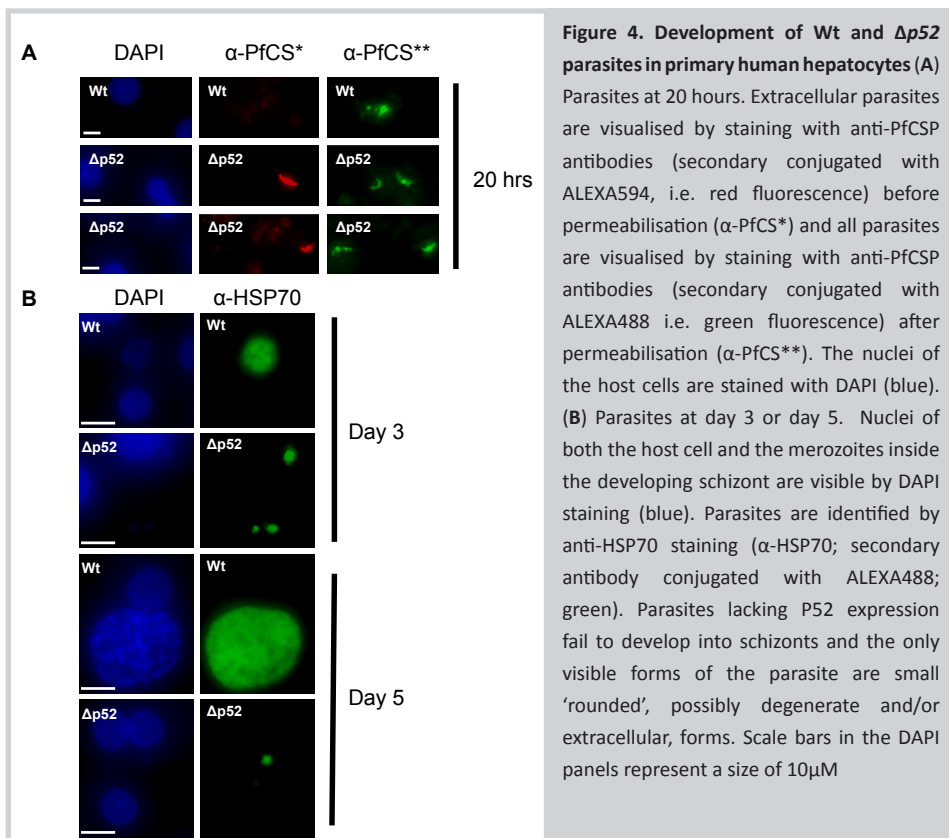 A
DAPI α-PfCS* α-PfCS**
Wt Wt Wt
Δp52 Δp52 Δp52
20 hrs
Δp52 Δp52 Δp52
B
DAPI α-HSP70
Wt Wt
Δp52 Δp52
Day 3
Wt Wt
Δp52 Δp52
Day 5
Figure 4. Development of Wt and Δp52
parasites in primary human hepatocytes (A)
Parasites at 20 hours. Extracellular parasites
are visualised by staining with anti-PfCSP
antibodies (secondary conjugated with
ALEXA594, i.e. red fluorescence) before
permeabilisation (α-PfCS*) and all parasites
are visualised by staining with anti-PfCSP
antibodies (secondary conjugated with
ALEXA488 i.e. green fluorescence) after
permeabilisation (α-PfCS**). The nuclei of
the host cells are stained with DAPI (blue).
(B) Parasites at day 3 or day 5. Nuclei of
both the host cell and the merozoites inside
the developing schizont are visible by DAPI
staining (blue). Parasites are identified by
anti-HSP70 staining (α-HSP70; secondary
antibody conjugated with ALEXA488;
green). Parasites lacking P52 expression
fail to develop into schizonts and the only
visible forms of the parasite are small
‘rounded’, possibly degenerate and/or
extracellular, forms. Scale bars in the DAPI
panels represent a size of 10μM